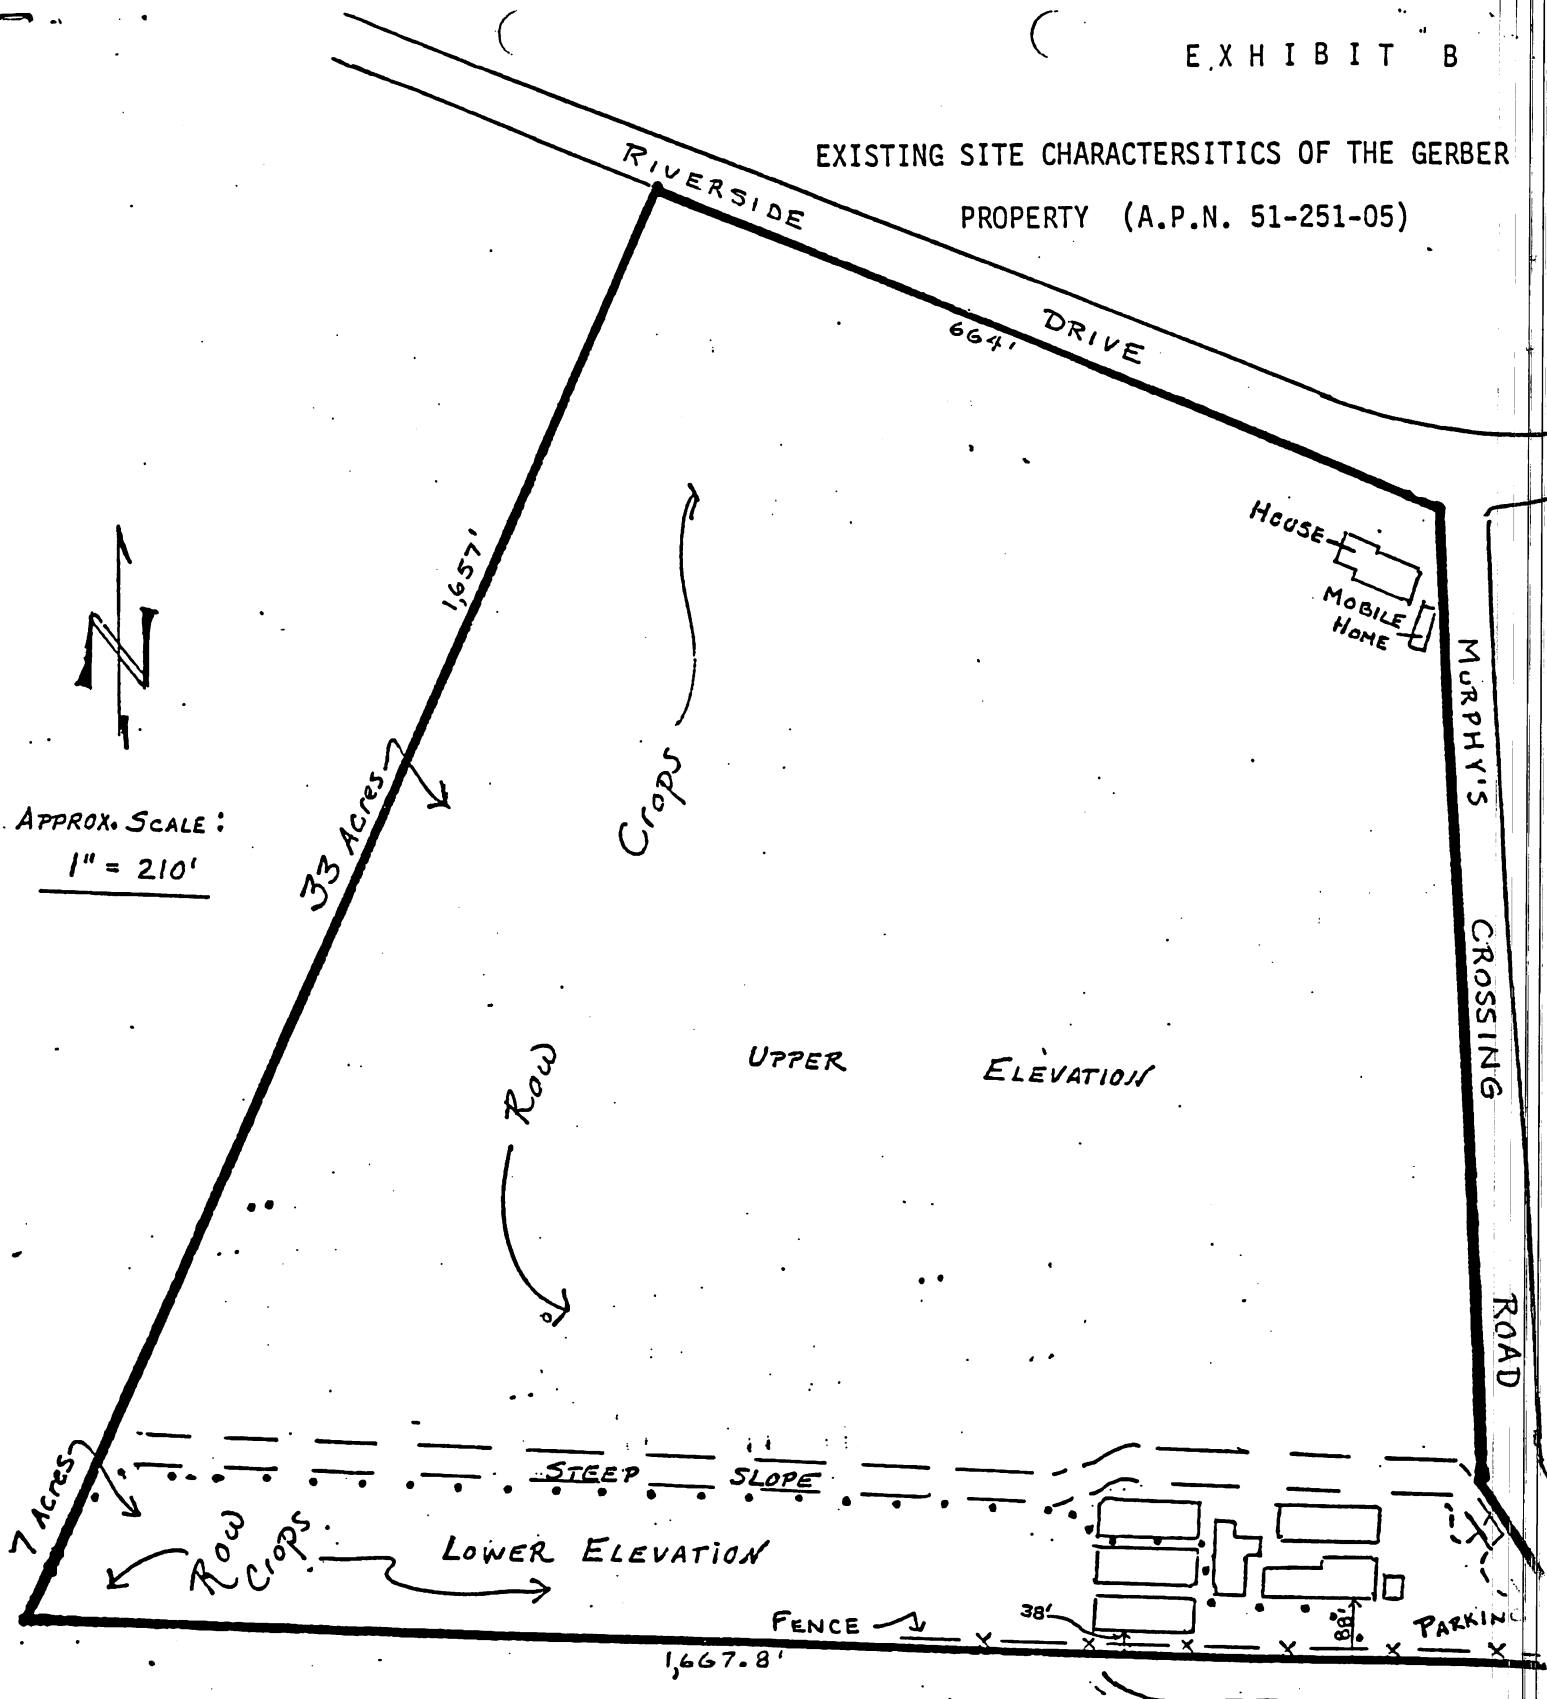 EXHIBIT B
EXISTING SITE CHARACTERSITICS OF THE GERBER
PROPERTY (A.P.N. 51-251-05)
RIVERSIDE DRIVE
664'
HOUSE
MOBILE
HOME
1,657'
N
MURPHY'S CROSSING ROAD
Crops
33 Acres
APPROX. SCALE:
1" = 210'
Row
UPPER ELEVATION
STEEP SLOPE
7 Acres
Row
Crops
LOWER ELEVATION
FENCE
38'
88'
PARKIN
1,667.8'